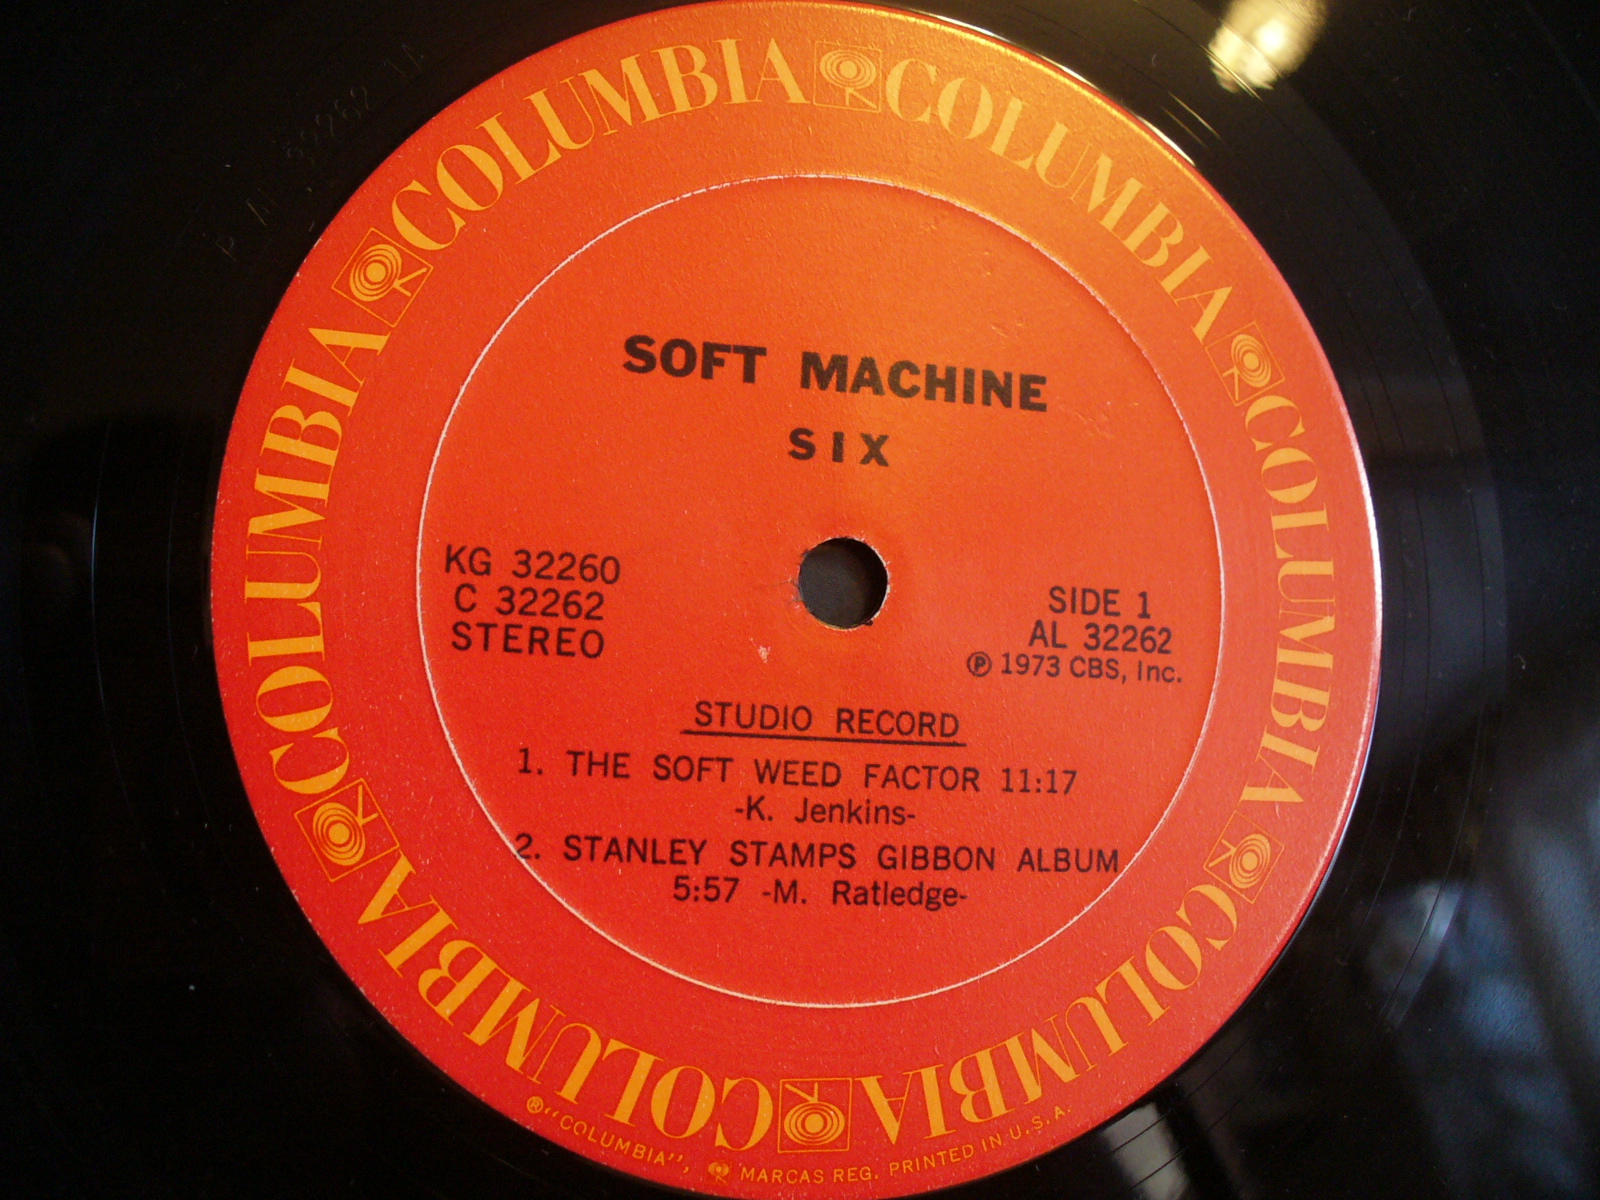 COLUMBIA COLUMBIA COLUMBIA COLUMBIA COLUMBIA COLUMBIA COLUMBIA COLUMBIA
SOFT MACHINE
SIX
KG 32260
C 32262
STEREO
SIDE 1
AL 32262
Ⓟ 1973 CBS, Inc.
STUDIO RECORD
1. THE SOFT WEED FACTOR 11:17
-K. Jenkins-
2. STANLEY STAMPS GIBBON ALBUM
5:57 -M. Ratledge-
® "COLUMBIA", MARCAS REG. PRINTED IN U.S.A.